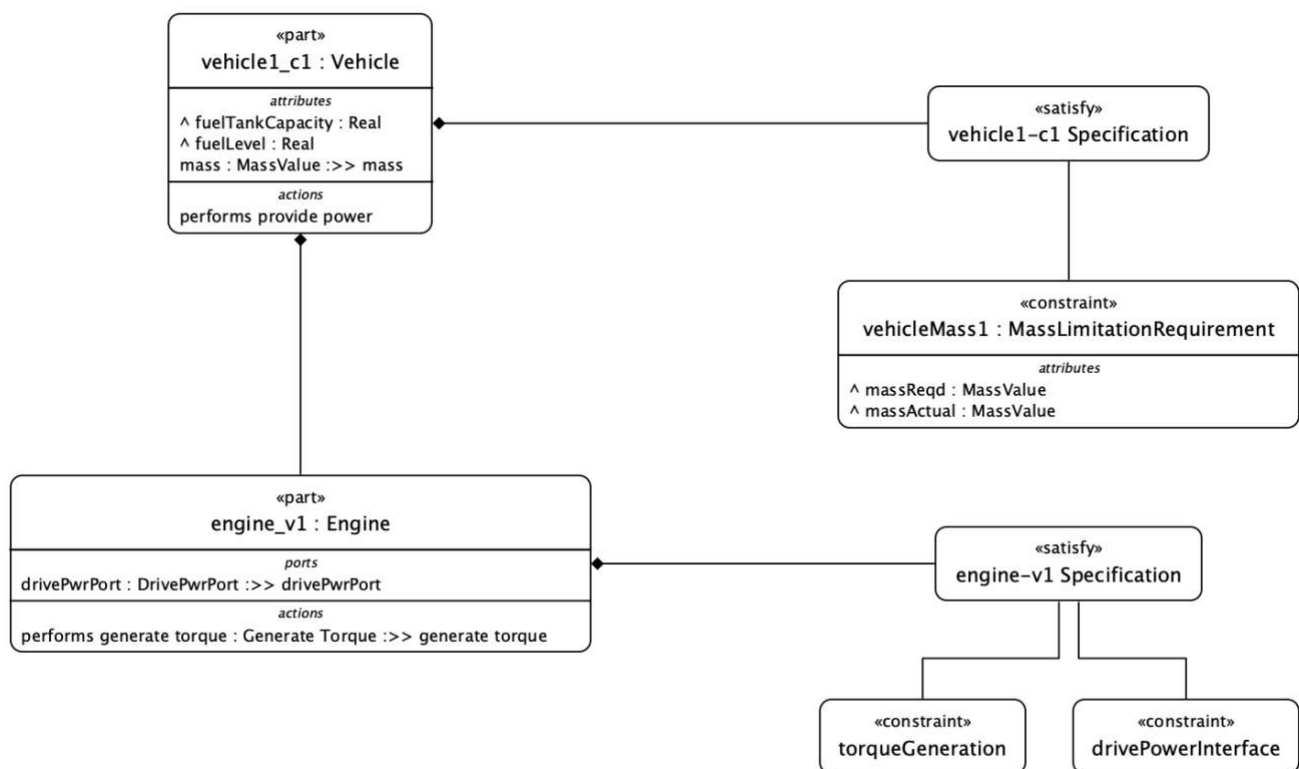 «part»
vehicle1_c1 : Vehicle
attributes
^ fuelTankCapacity : Real
^ fuelLevel : Real
mass : MassValue :>> mass
actions
performs provide power
«satisfy»
vehicle1-c1 Specification
«constraint»
vehicleMass1 : MassLimitationRequirement
attributes
^ massReqd : MassValue
^ massActual : MassValue
«part»
engine_v1 : Engine
ports
drivePwrPort : DrivePwrPort :>> drivePwrPort
actions
performs generate torque : Generate Torque :>> generate torque
«satisfy»
engine-v1 Specification
«constraint»
torqueGeneration
«constraint»
drivePowerInterface